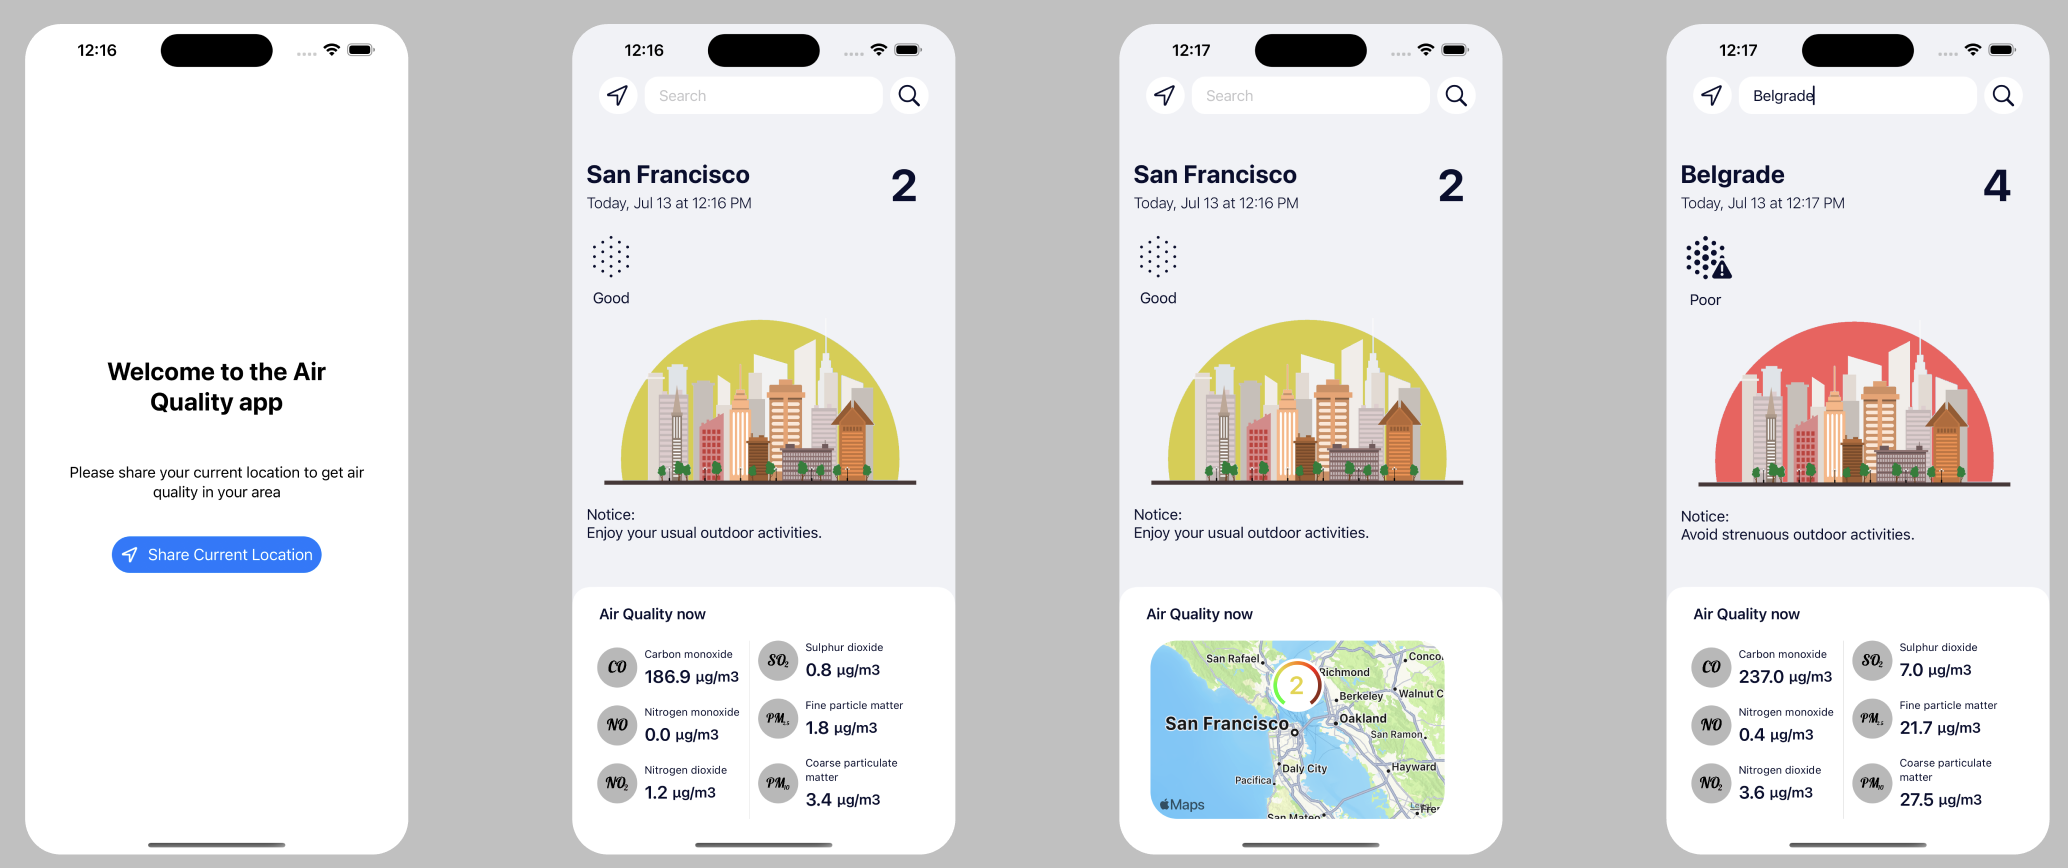 12:16
Welcome to the Air
Quality app
Please share your current location to get air
quality in your area
Share Current Location
12:16
Search
San Francisco
2
Today, Jul 13 at 12:16 PM
Good
Notice:
Enjoy your usual outdoor activities.
Air Quality now
CO
Carbon monoxide
186.9 µg/m3
NO
Nitrogen monoxide
0.0 µg/m3
NO2
Nitrogen dioxide
1.2 µg/m3
SO2
Sulphur dioxide
0.8 µg/m3
PM2.5
Fine particle matter
1.8 µg/m3
PM10
Coarse particulate
matter
3.4 µg/m3
12:17
Search
San Francisco
2
Today, Jul 13 at 12:16 PM
Good
Notice:
Enjoy your usual outdoor activities.
Air Quality now
San Rafael
Conco
Richmond
2
Berkeley
Walnut C
San Francisco
Oakland
San Ramon
Daly City
Hayward
Pacifica
Maps
Legal
Fre
San Mateo
12:17
Belgrade
Belgrade
4
Today, Jul 13 at 12:17 PM
Poor
Notice:
Avoid strenuous outdoor activities.
Air Quality now
CO
Carbon monoxide
237.0 µg/m3
NO
Nitrogen monoxide
0.4 µg/m3
NO2
Nitrogen dioxide
3.6 µg/m3
SO2
Sulphur dioxide
7.0 µg/m3
PM2.5
Fine particle matter
21.7 µg/m3
PM10
Coarse particulate
matter
27.5 µg/m3